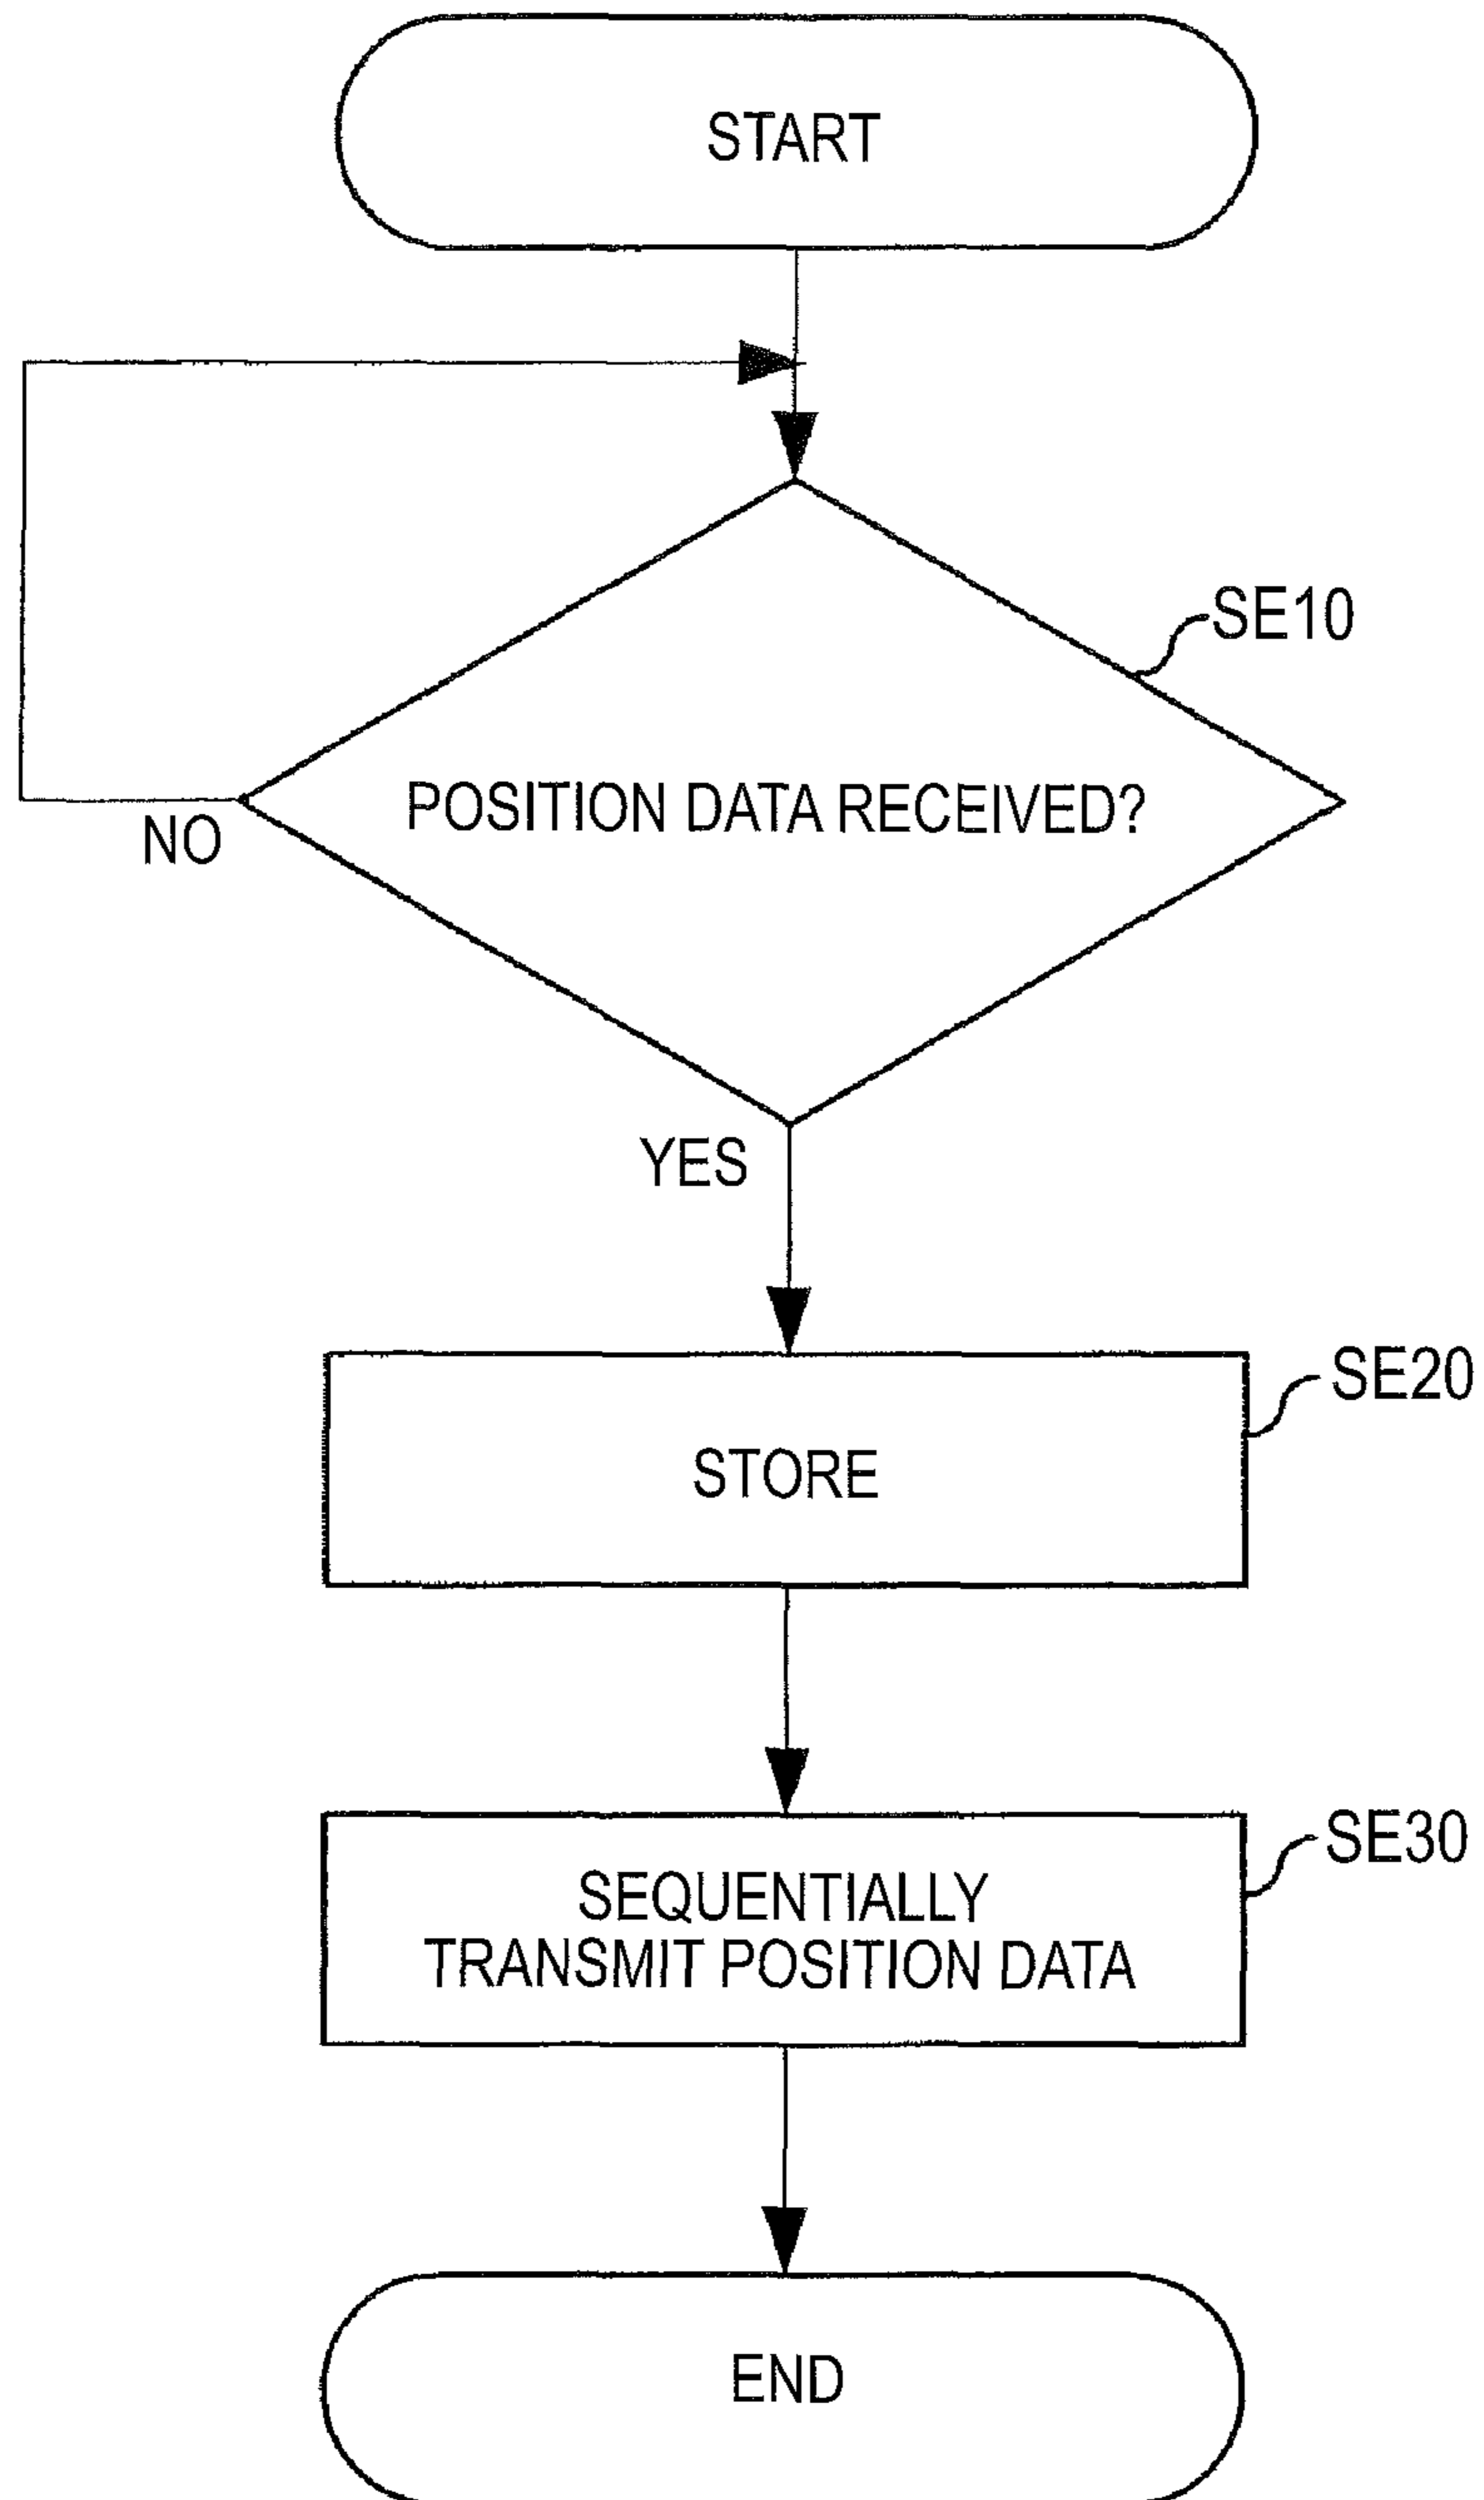 START
SE10
POSITION DATA RECEIVED?
NO
YES
SE20
STORE
SE30
SEQUENTIALLY
TRANSMIT POSITION DATA
END